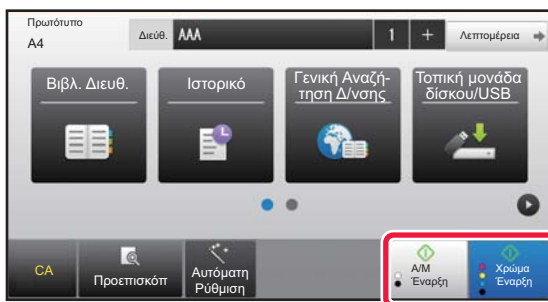 Πρωτότυπο
A4
Διεύθ. AAA 1 + Λεπτομέρεια
Βιβλ. Διευθ.
Ιστορικό
Γενική Αναζή-
τηση Δ/νσης
Τοπική μονάδα
δίσκου/USB
CA
Προεπισκόπ
Αυτόματη
Ρύθμιση
A/M
Έναρξη
Χρώμα
Έναρξη